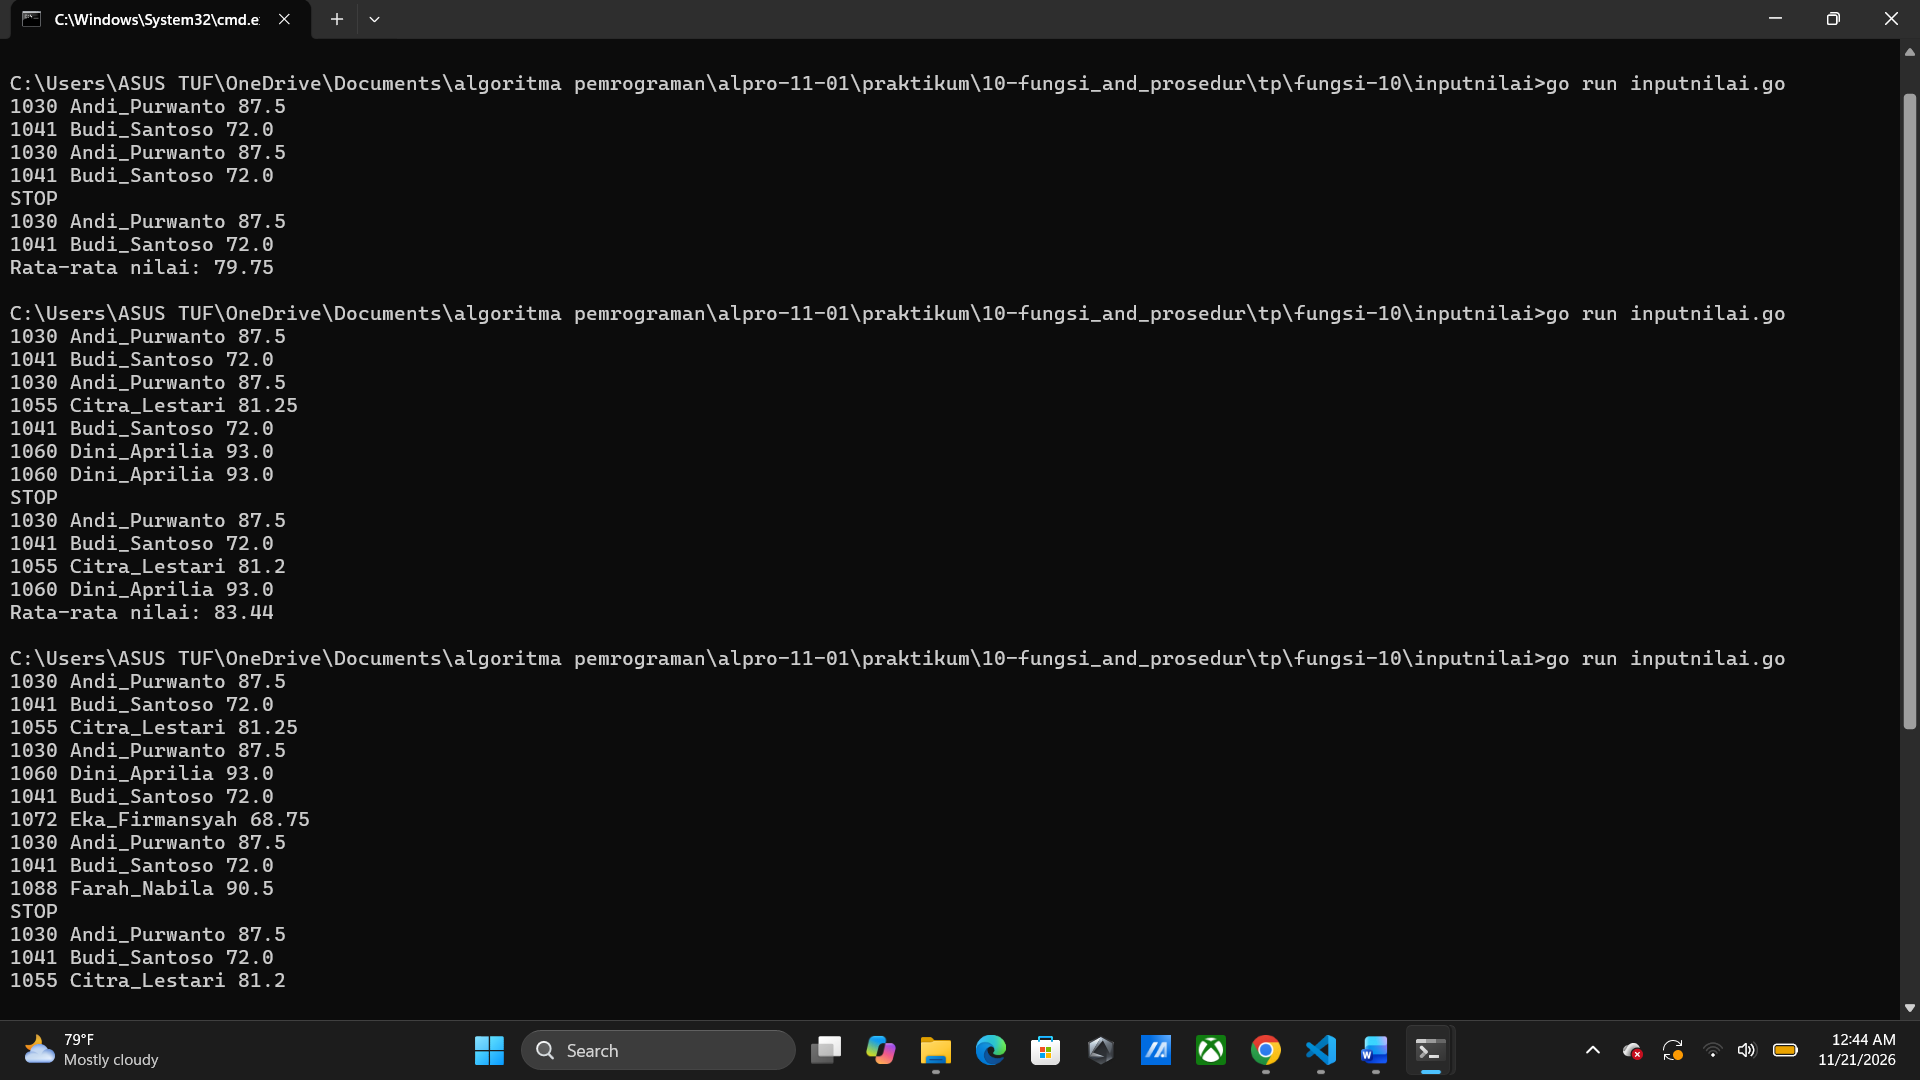 C:\Windows\System32\cmd.e
C:\Users\ASUS TUF\OneDrive\Documents\algoritma pemrograman\alpro-11-01\praktikum\10-fungsi_and_prosedur\tp\fungsi-10\inputnilai>go run inputnilai.go
1030 Andi_Purwanto 87.5
1041 Budi_Santoso 72.0
1030 Andi_Purwanto 87.5
1041 Budi_Santoso 72.0
STOP
1030 Andi_Purwanto 87.5
1041 Budi_Santoso 72.0
Rata-rata nilai: 79.75
C:\Users\ASUS TUF\OneDrive\Documents\algoritma pemrograman\alpro-11-01\praktikum\10-fungsi_and_prosedur\tp\fungsi-10\inputnilai>go run inputnilai.go
1030 Andi_Purwanto 87.5
1041 Budi_Santoso 72.0
1030 Andi_Purwanto 87.5
1055 Citra_Lestari 81.25
1041 Budi_Santoso 72.0
1060 Dini_Aprilia 93.0
1060 Dini_Aprilia 93.0
STOP
1030 Andi_Purwanto 87.5
1041 Budi_Santoso 72.0
1055 Citra_Lestari 81.2
1060 Dini_Aprilia 93.0
Rata-rata nilai: 83.44
C:\Users\ASUS TUF\OneDrive\Documents\algoritma pemrograman\alpro-11-01\praktikum\10-fungsi_and_prosedur\tp\fungsi-10\inputnilai>go run inputnilai.go
1030 Andi_Purwanto 87.5
1041 Budi_Santoso 72.0
1055 Citra_Lestari 81.25
1030 Andi_Purwanto 87.5
1060 Dini_Aprilia 93.0
1041 Budi_Santoso 72.0
1072 Eka_Firmansyah 68.75
1030 Andi_Purwanto 87.5
1041 Budi_Santoso 72.0
1088 Farah_Nabila 90.5
STOP
1030 Andi_Purwanto 87.5
1041 Budi_Santoso 72.0
1055 Citra_Lestari 81.2
79°F
Mostly cloudy
Search
12:44 AM
11/21/2026